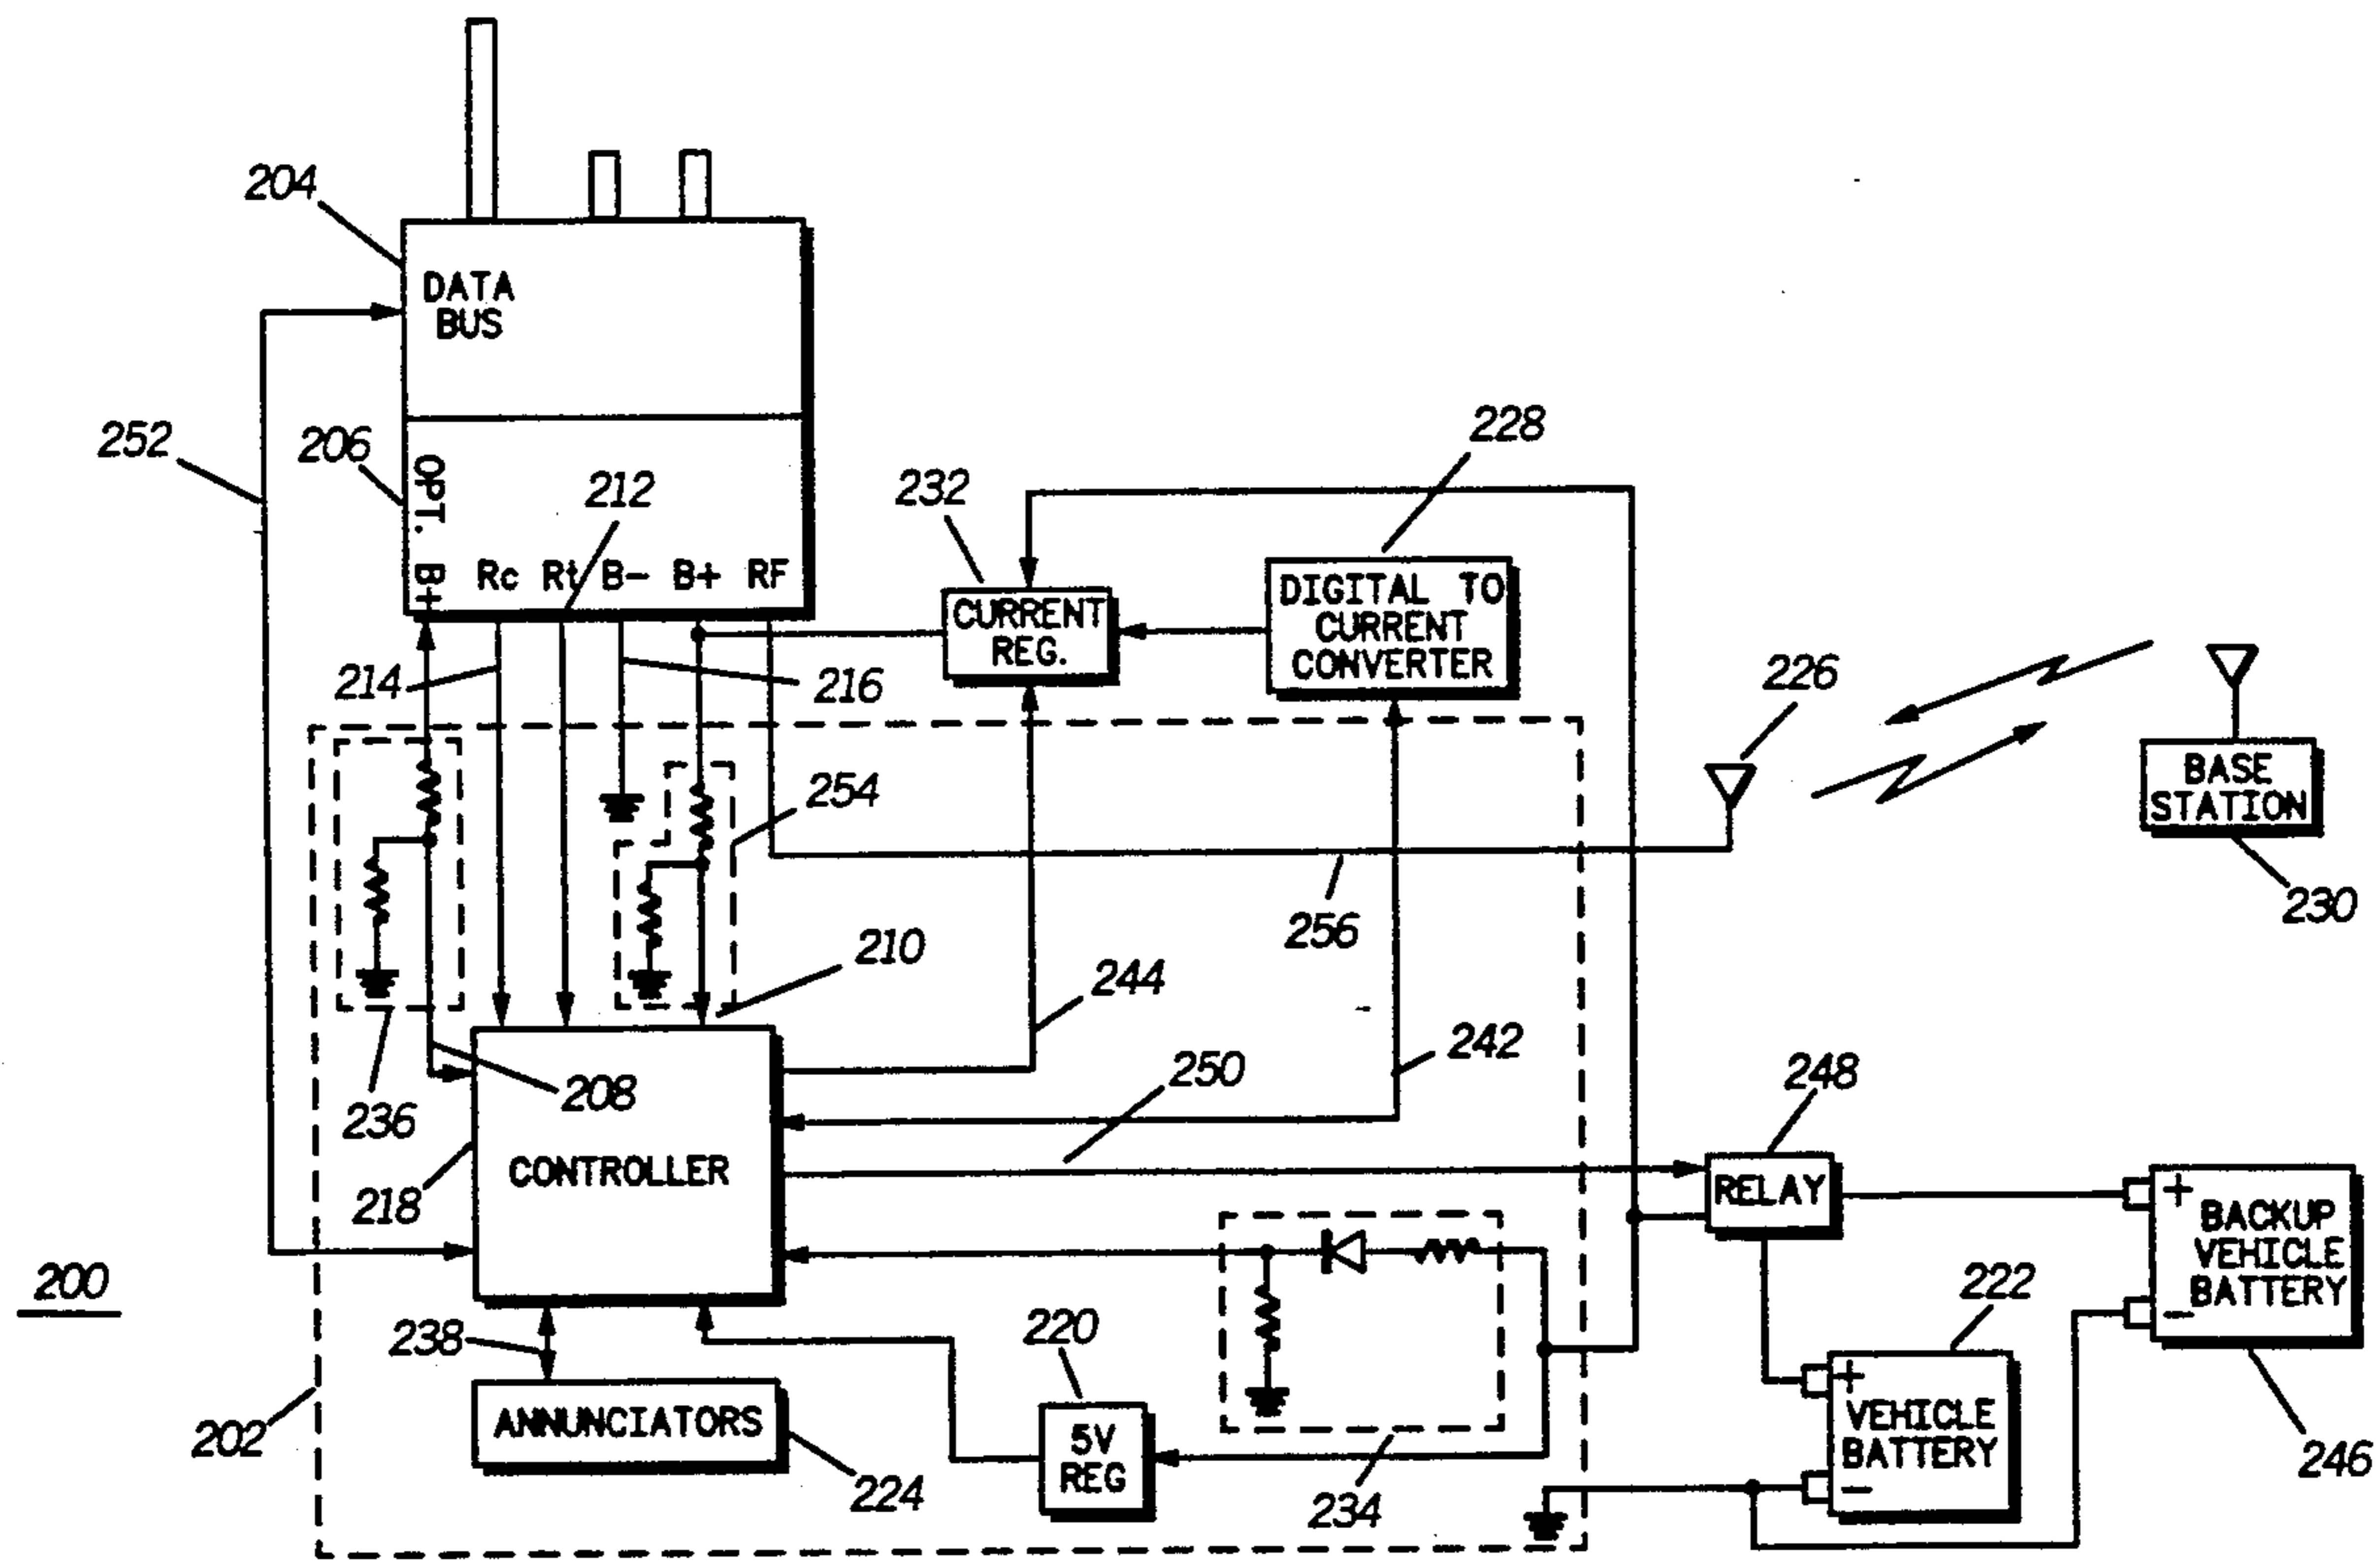 204
DATA
BUS
252
206
OPT. B+
212
Rc Rt B- B+ RF
232
228
CURRENT
REG.
DIGITAL TO
CURRENT
CONVERTER
214
216
226
BASE
STATION
230
254
256
210
244
242
250
248
236
208
218
CONTROLLER
RELAY
+
BACKUP
VEHICLE
BATTERY
-
200
238
220
222
+
VEHICLE
BATTERY
-
202
ANNUNCIATORS
224
5V
REG
234
246